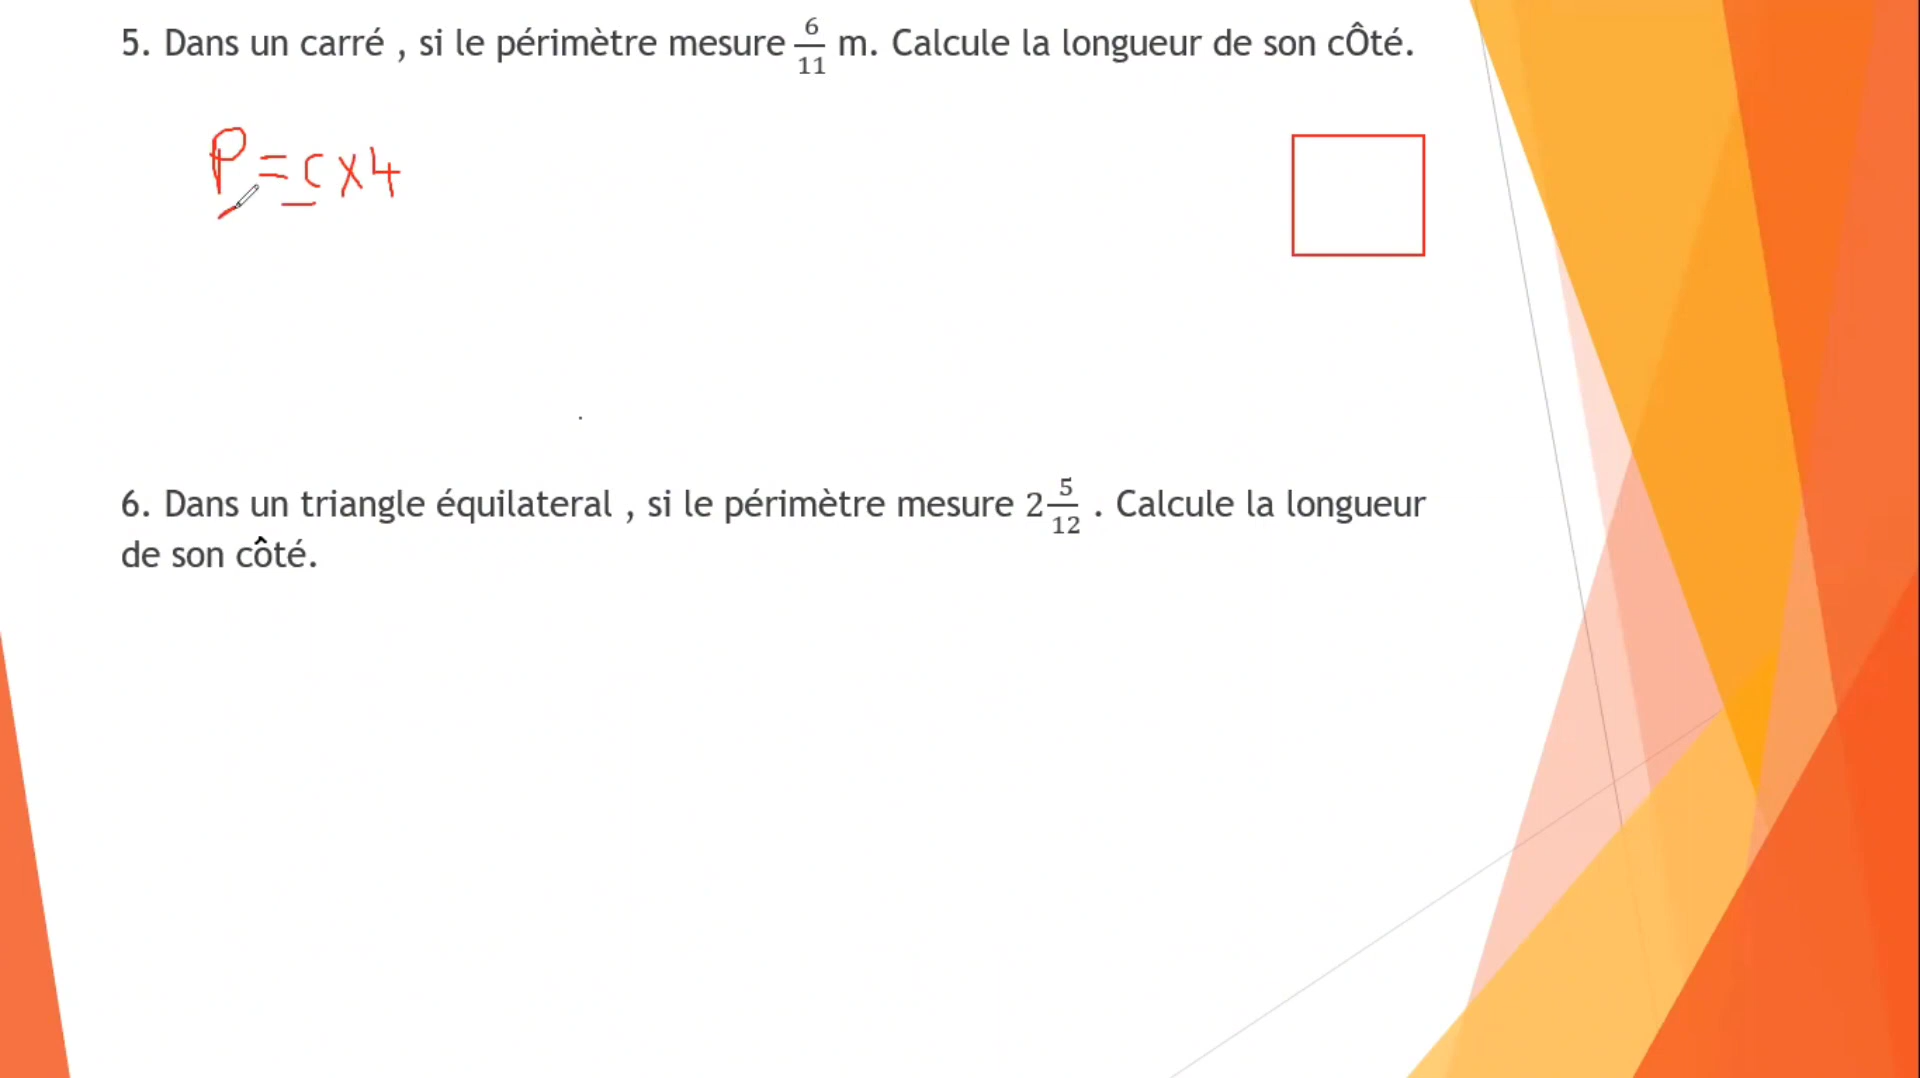 5. Dans un carré , si le périmètre mesure 6/11 m. Calcule la longueur de son cÔté.
P = c x 4
6. Dans un triangle équilateral , si le périmètre mesure 2 5/12 . Calcule la longueur
de son côté.